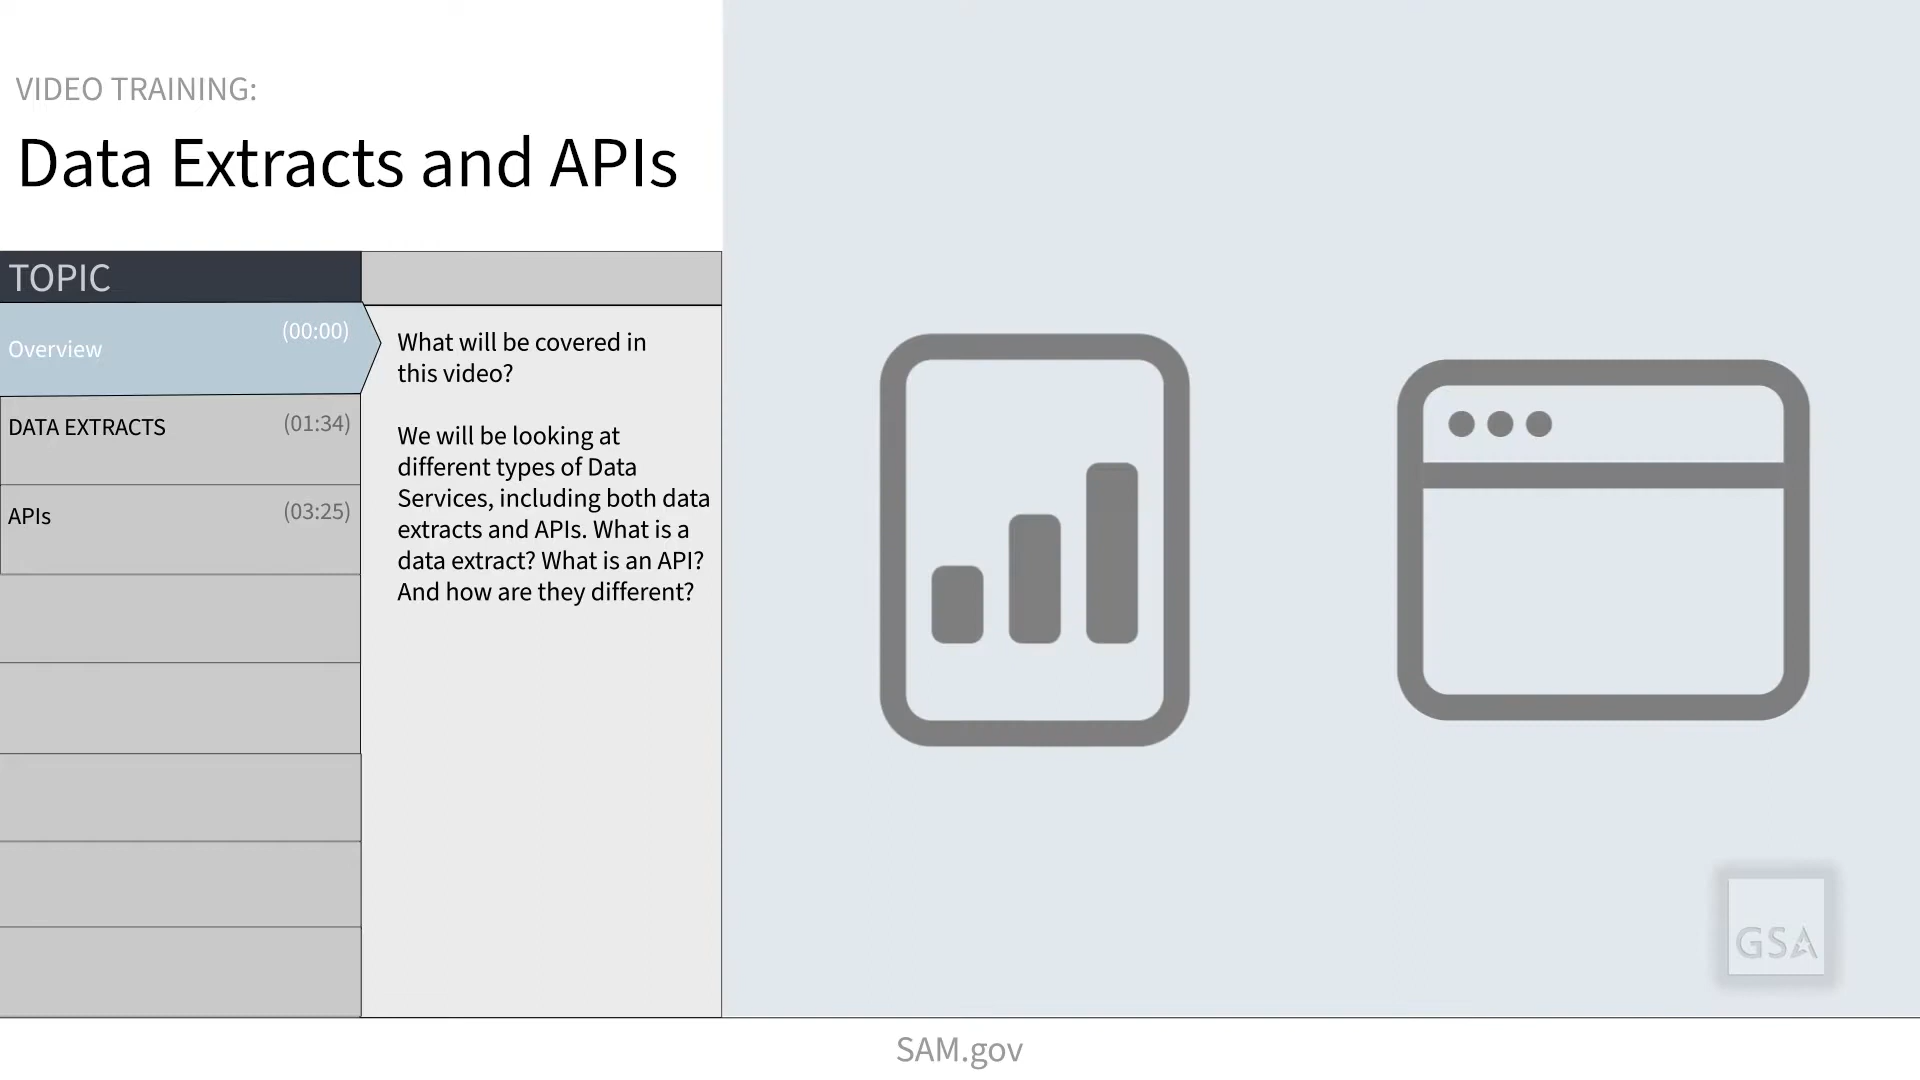 VIDEO TRAINING:
Data Extracts and APIs
TOPIC
Overview (00:00)
DATA EXTRACTS (01:34)
APIs (03:25)
What will be covered in
this video?
We will be looking at
different types of Data
Services, including both data
extracts and APIs. What is a
data extract? What is an API?
And how are they different?
GSA
SAM.gov